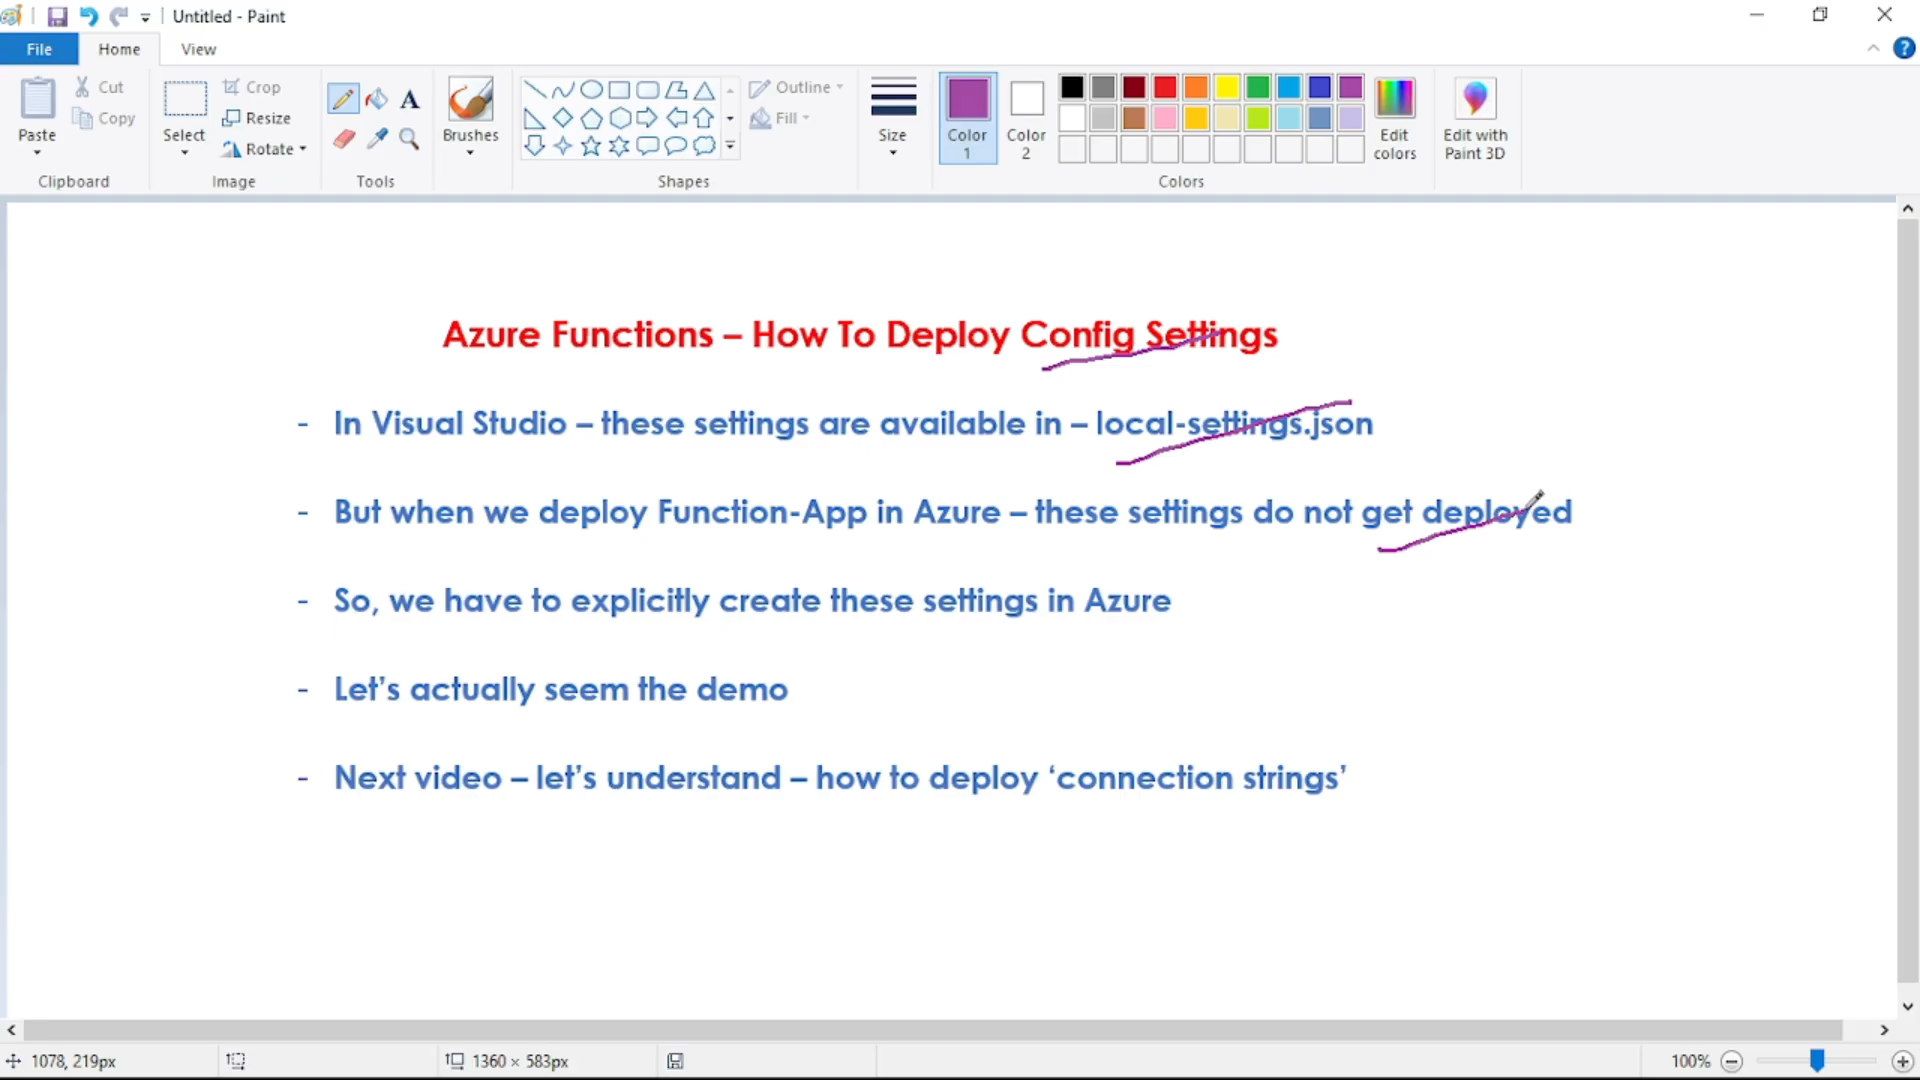 Untitled - Paint
File Home View
Paste
Cut
Copy
Clipboard
Select
Crop
Resize
Rotate
Image
A
Tools
Brushes
Shapes
Outline
Fill
Size
Color 1
Color 2
Colors
Edit colors
Edit with Paint 3D
Azure Functions – How To Deploy Config Settings
- In Visual Studio – these settings are available in – local-settings.json
- But when we deploy Function-App in Azure – these settings do not get deployed
- So, we have to explicitly create these settings in Azure
- Let’s actually seem the demo
- Next video – let’s understand – how to deploy ‘connection strings’
1078, 219px
1360 × 583px
100%